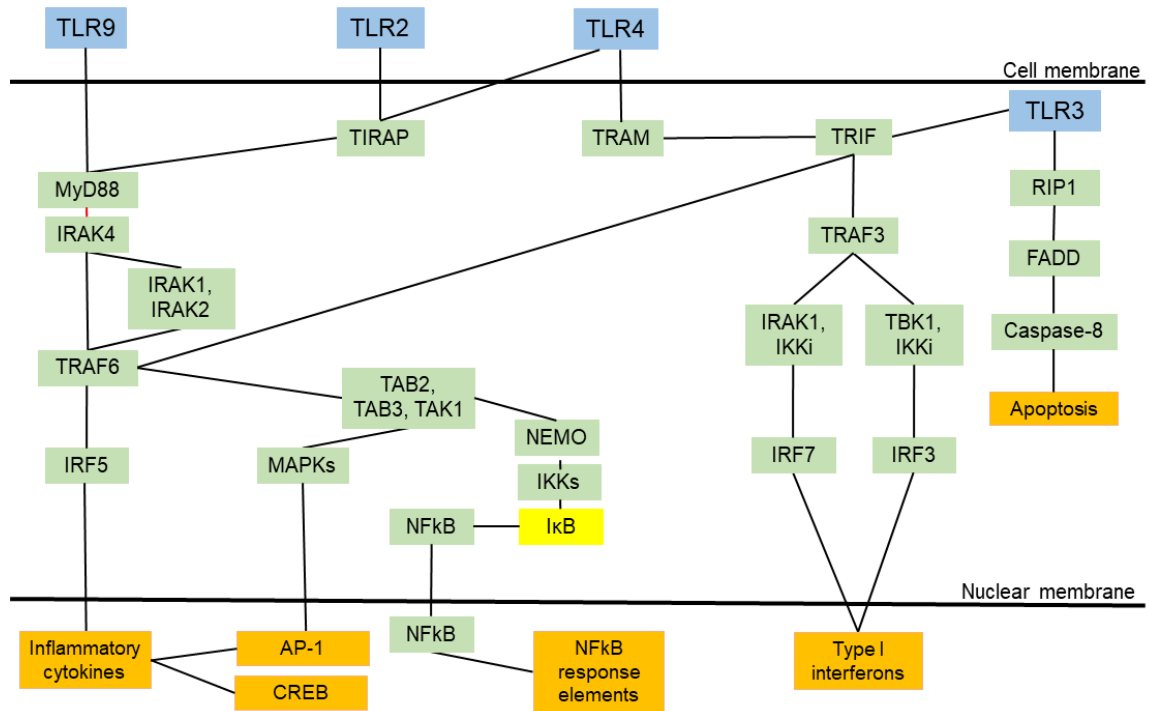 TLR9
TLR2
TLR4
Cell membrane
TLR3
TIRAP
TRAM
TRIF
MyD88
RIP1
IRAK4
TRAF3
FADD
IRAK1,
IRAK2
IRAK1,
IKKi
TBK1,
IKKi
Caspase-8
TRAF6
TAB2,
TAB3, TAK1
Apoptosis
NEMO
IRF5
MAPKs
IRF7
IRF3
IKKs
NFkB
IκB
Nuclear membrane
NFkB
Inflammatory
cytokines
AP-1
CREB
NFkB
response
elements
Type I
interferons